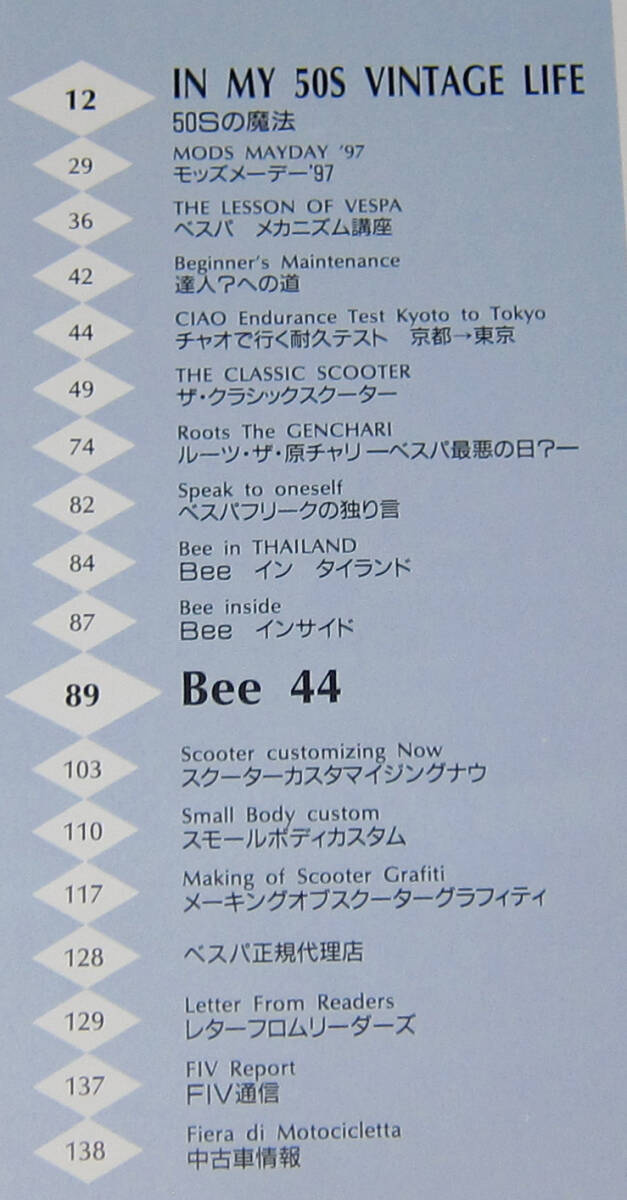 12
IN MY 50S VINTAGE LIFE
50Sの魔法
29
MODS MAYDAY '97
モッズメーデー'97
36
THE LESSON OF VESPA
ベスパ　メカニズム講座
42
Beginner's Maintenance
達人?への道
44
CIAO Endurance Test Kyoto to Tokyo
チャオで行く耐久テスト　京都→東京
49
THE CLASSIC SCOOTER
ザ・クラシックスクーター
74
Roots The GENCHARI
ルーツ・ザ・原チャリ―ベスパ最悪の日?―
82
Speak to oneself
ベスパフリークの独り言
84
Bee in THAILAND
Bee　イン　タイランド
87
Bee inside
Bee　インサイド
89
Bee 44
103
Scooter customizing Now
スクーターカスタマイジングナウ
110
Small Body custom
スモールボディカスタム
117
Making of Scooter Grafiti
メーキングオブスクーターグラフィティ
128
ベスパ正規代理店
129
Letter From Readers
レターフロムリーダーズ
137
FIV Report
FIV通信
138
Fiera di Motocicletta
中古車情報